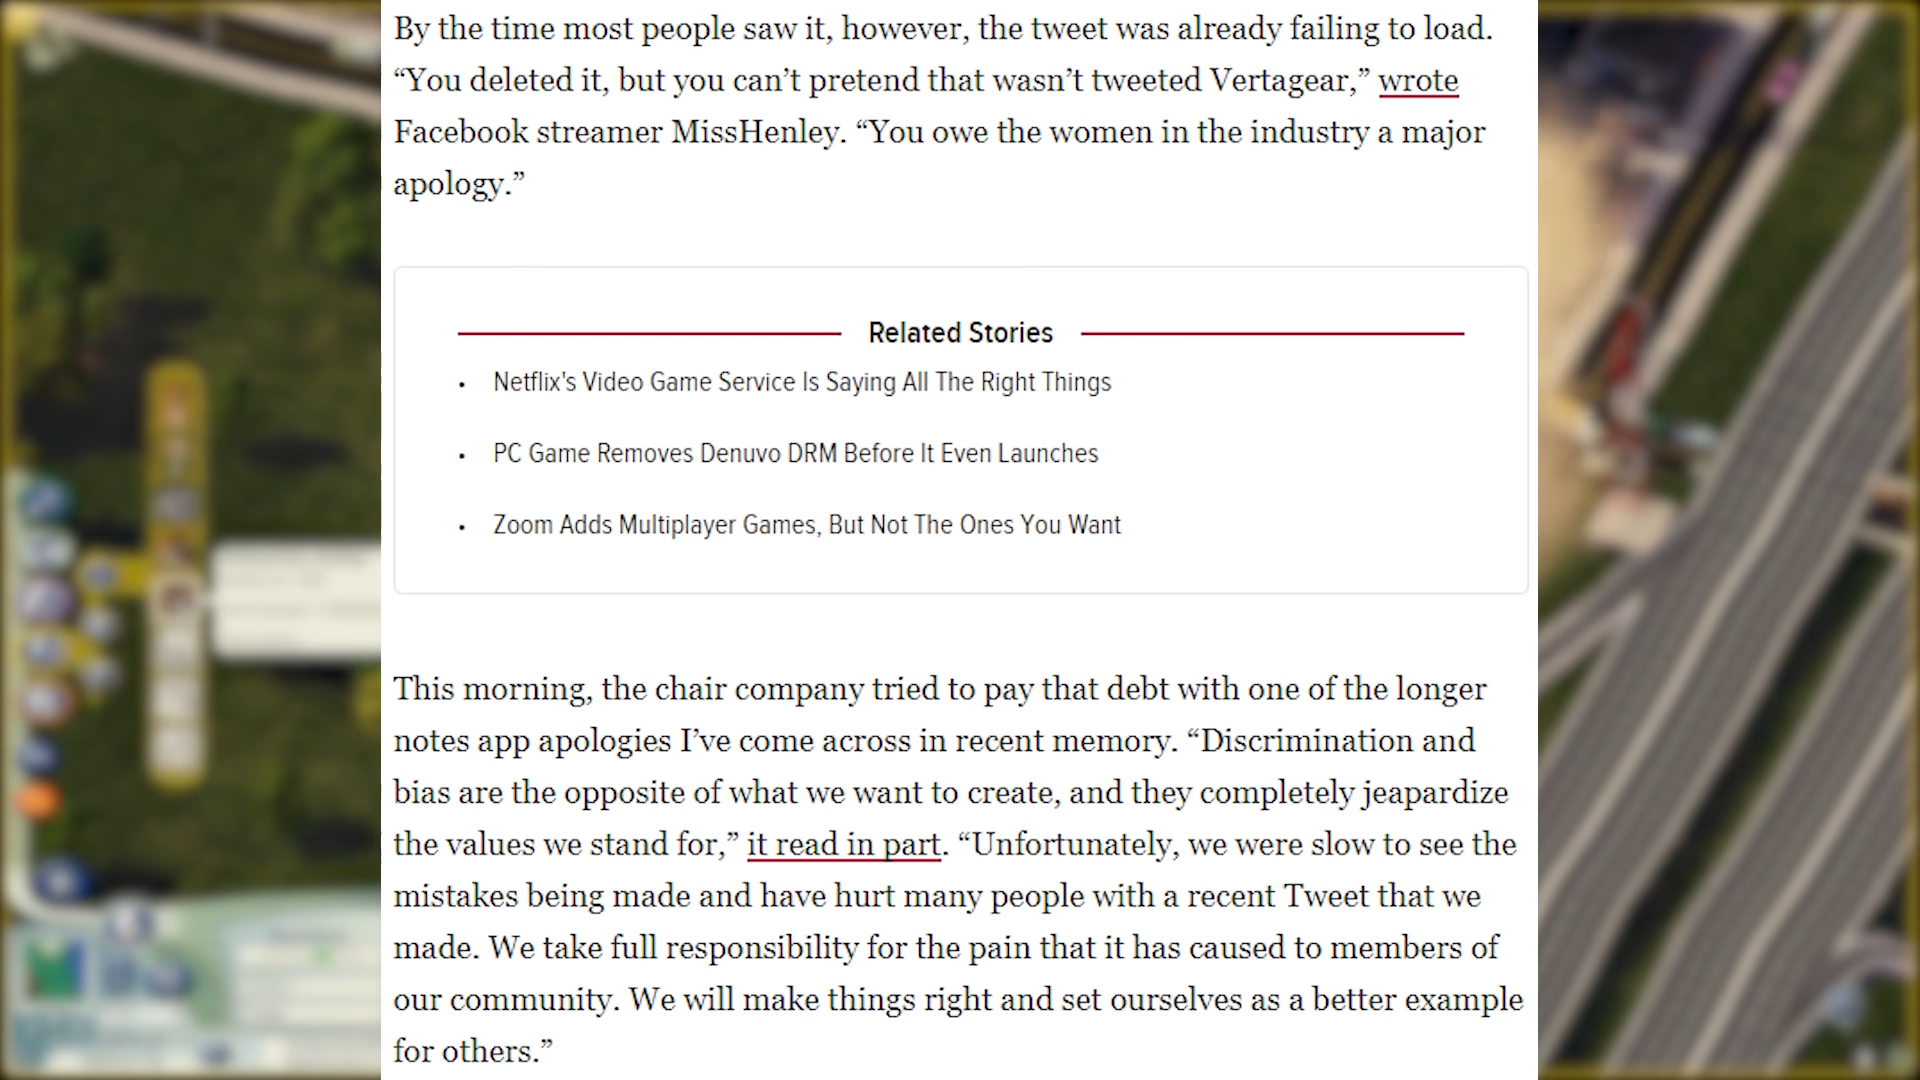 By the time most people saw it, however, the tweet was already failing to load.
“You deleted it, but you can’t pretend that wasn’t tweeted Vertagear,” wrote
Facebook streamer MissHenley. “You owe the women in the industry a major
apology.”
Related Stories
• Netflix's Video Game Service Is Saying All The Right Things
• PC Game Removes Denuvo DRM Before It Even Launches
• Zoom Adds Multiplayer Games, But Not The Ones You Want
This morning, the chair company tried to pay that debt with one of the longer
notes app apologies I’ve come across in recent memory. “Discrimination and
bias are the opposite of what we want to create, and they completely jeapardize
the values we stand for,” it read in part. “Unfortunately, we were slow to see the
mistakes being made and have hurt many people with a recent Tweet that we
made. We take full responsibility for the pain that it has caused to members of
our community. We will make things right and set ourselves as a better example
for others.”